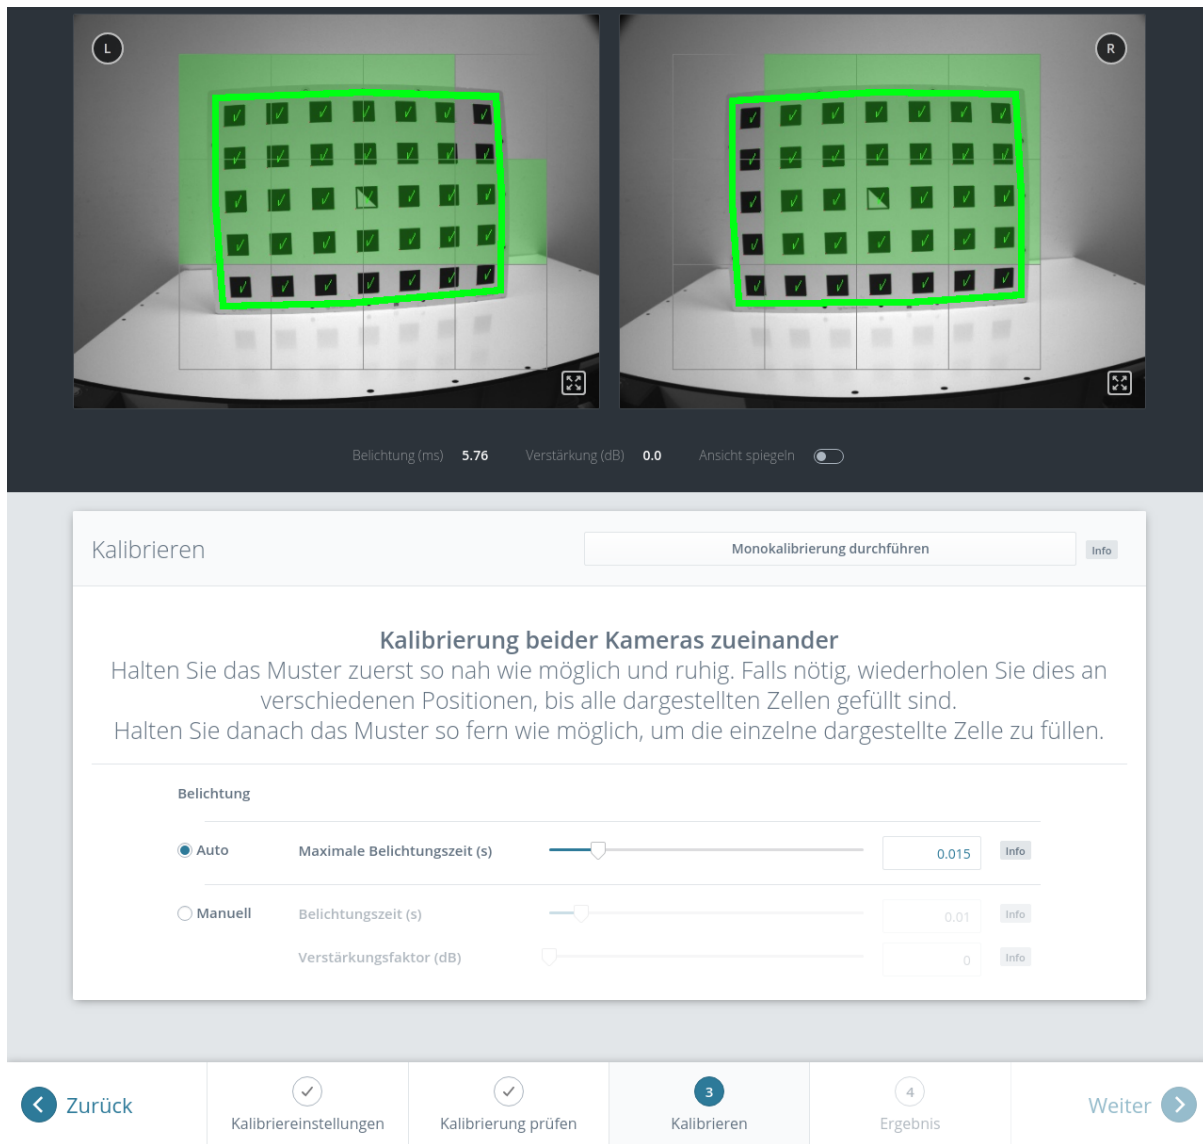 L
R
Belichtung (ms) 5.76 Verstärkung (dB) 0.0 Ansicht spiegeln
Kalibrieren
Monokalibrierung durchführen
Info
Kalibrierung beider Kameras zueinander
Halten Sie das Muster zuerst so nah wie möglich und ruhig. Falls nötig, wiederholen Sie dies an
verschiedenen Positionen, bis alle dargestellten Zellen gefüllt sind.
Halten Sie danach das Muster so fern wie möglich, um die einzelne dargestellte Zelle zu füllen.
Belichtung
Auto Maximale Belichtungszeit (s) 0.015 Info
Manuell Belichtungszeit (s) 0.01 Info
Verstärkungsfaktor (dB) 0 Info
Zurück
Kalibriereinstellungen
Kalibrierung prüfen
3
Kalibrieren
4
Ergebnis
Weiter